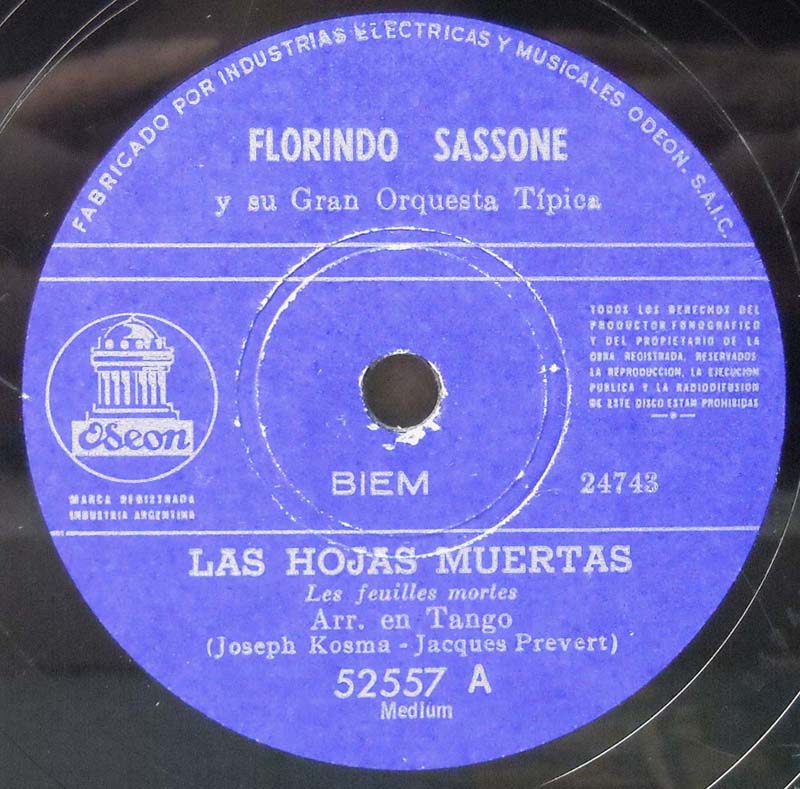 FABRICADO POR INDUSTRIAS ELECTRICAS Y MUSICALES ODEON. S.A.I.C.
FLORINDO SASSONE
y su Gran Orquesta Típica
TODOS LOS DERECHOS DEL
PRODUCTOR FONOGRAFICO
Y DEL PROPIETARIO DE LA
OBRA REGISTRADA, RESERVADOS
LA REPRODUCCION, LA EJECUCION
PUBLICA Y LA RADIODIFUSION
DE ESTE DISCO ESTAN PROHIBIDAS
Odeon
MARCA REGISTRADA
INDUSTRIA ARGENTINA
BIEM
24743
LAS HOJAS MUERTAS
Les feuilles mortes
Arr. en Tango
(Joseph Kosma - Jacques Prevert)
52557 A
Medium